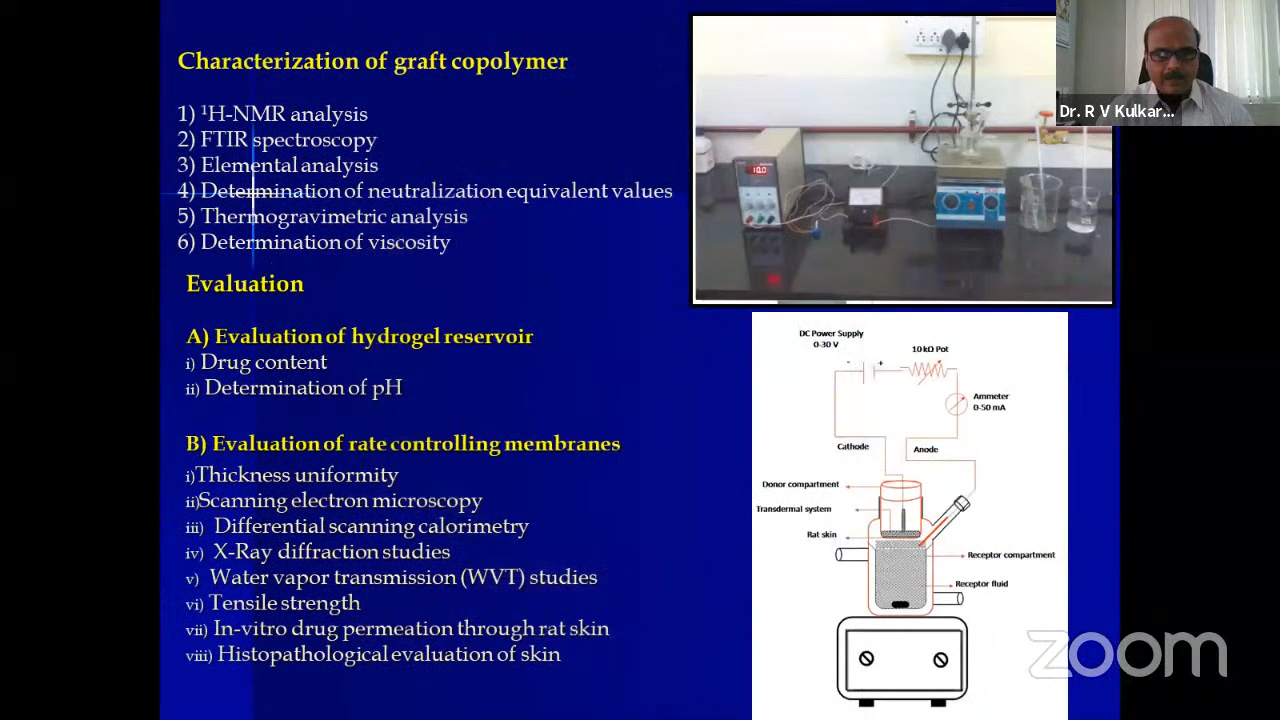 Characterization of graft copolymer
1) ¹H-NMR analysis
2) FTIR spectroscopy
3) Elemental analysis
4) Determination of neutralization equivalent values
5) Thermogravimetric analysis
6) Determination of viscosity
Evaluation
A) Evaluation of hydrogel reservoir
i) Drug content
ii) Determination of pH
B) Evaluation of rate controlling membranes
i)Thickness uniformity
ii)Scanning electron microscopy
iii) Differential scanning calorimetry
iv) X-Ray diffraction studies
v) Water vapor transmission (WVT) studies
vi) Tensile strength
vii) In-vitro drug permeation through rat skin
viii) Histopathological evaluation of skin
10.0
Dr. R V Kulkar...
DC Power Supply
0-30 V
10 kΩ Pot
- +
Ammeter
0-50 mA
Cathode
Anode
Donor compartment
Transdermal system
Rat skin
Receptor compartment
Receptor fluid
zoom